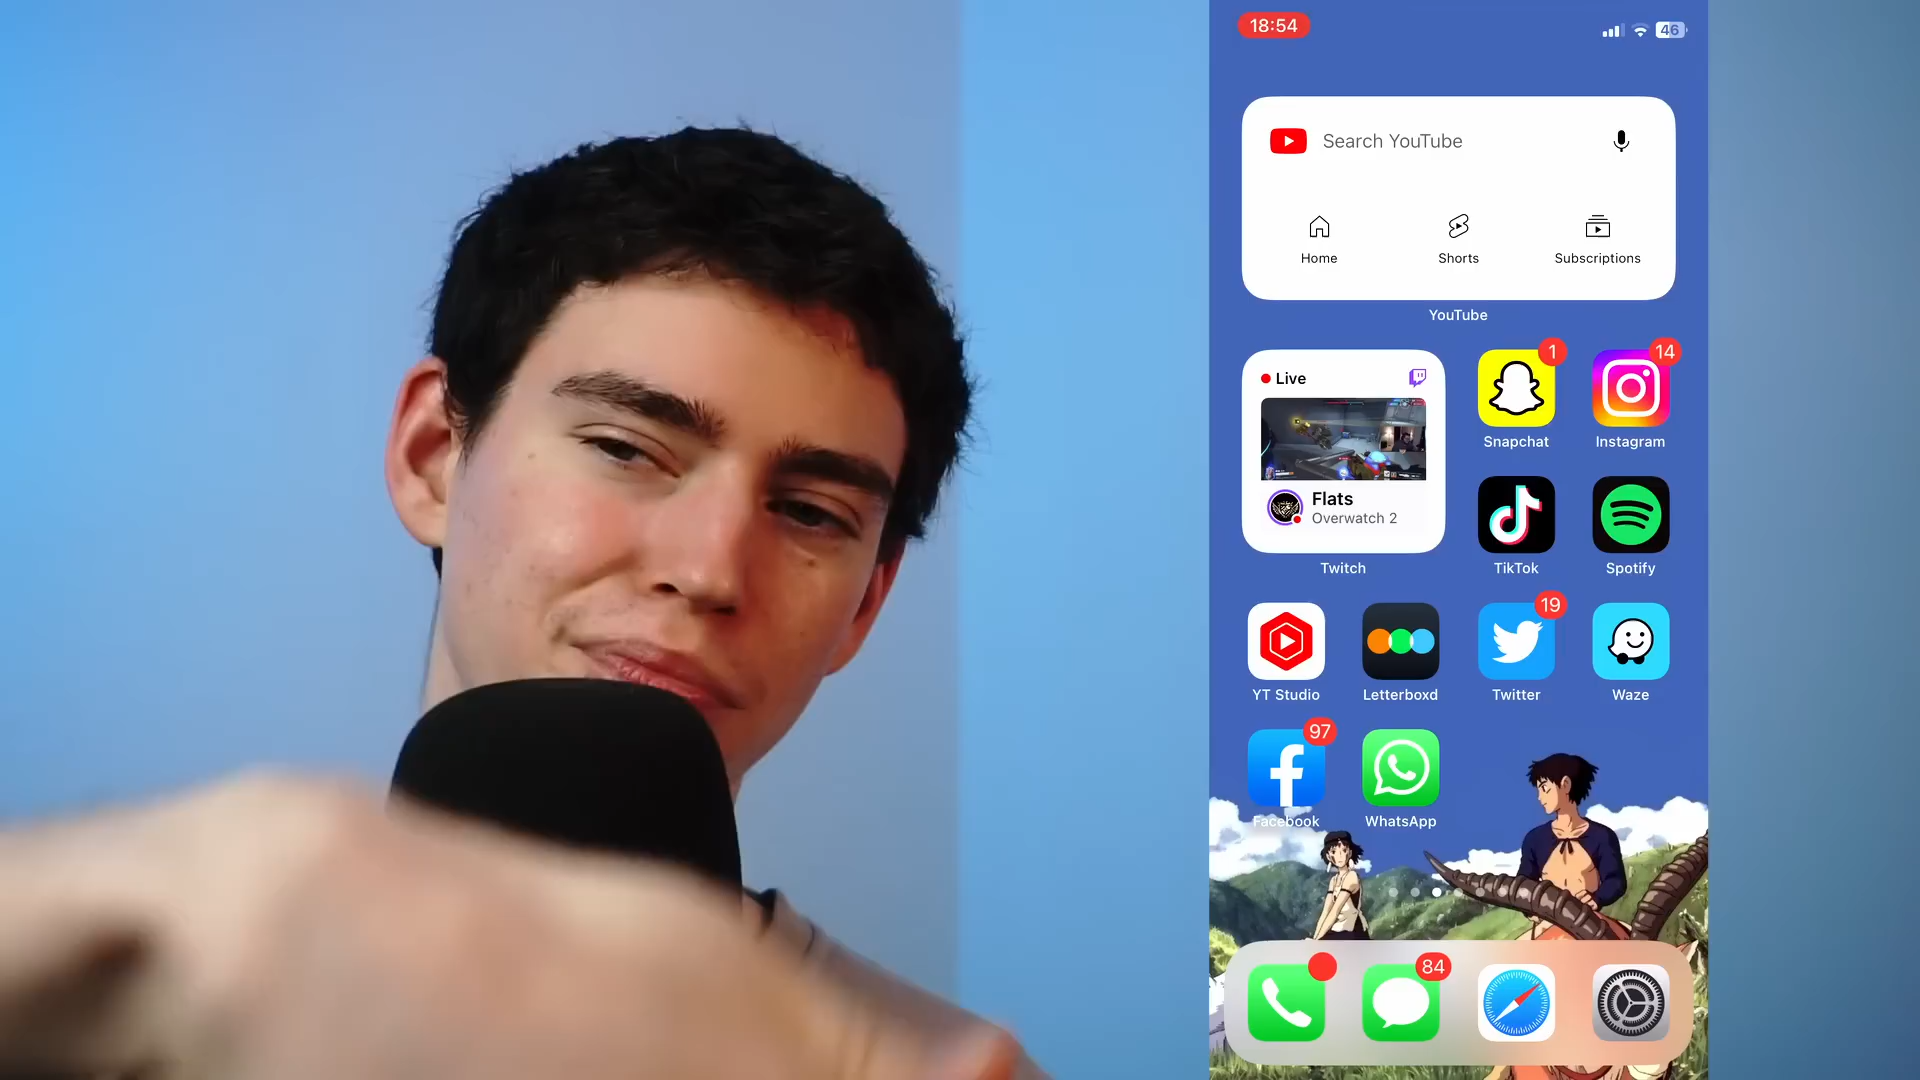 18:54
46
Search YouTube
Home
Shorts
Subscriptions
YouTube
Live
Flats
Overwatch 2
Twitch
1
14
Snapchat
Instagram
TikTok
Spotify
19
YT Studio
Letterboxd
Twitter
Waze
97
Facebook
WhatsApp
84